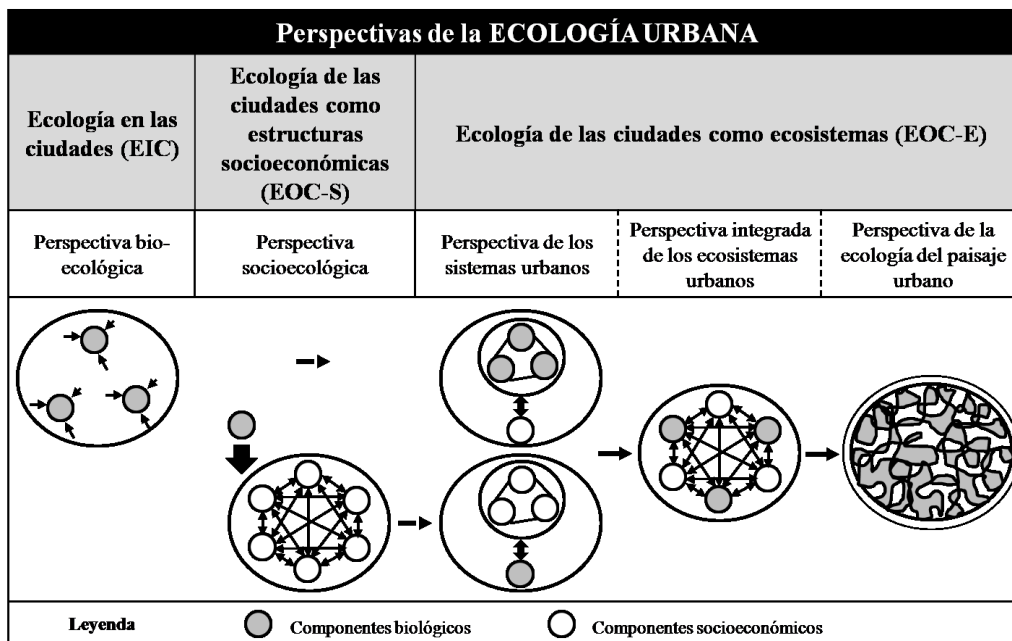 Perspectivas de la ECOLOGÍA URBANA
Ecología en las
ciudades (EIC)
Ecología de las
ciudades como
estructuras
socioeconómicas
(EOC-S)
Ecología de las ciudades como ecosistemas (EOC-E)
Perspectiva bio-
ecológica
Perspectiva
socioecológica
Perspectiva de los
sistemas urbanos
Perspectiva integrada
de los ecosistemas
urbanos
Perspectiva de la
ecología del paisaje
urbano
Leyenda
Componentes biológicos
Componentes socioeconómicos